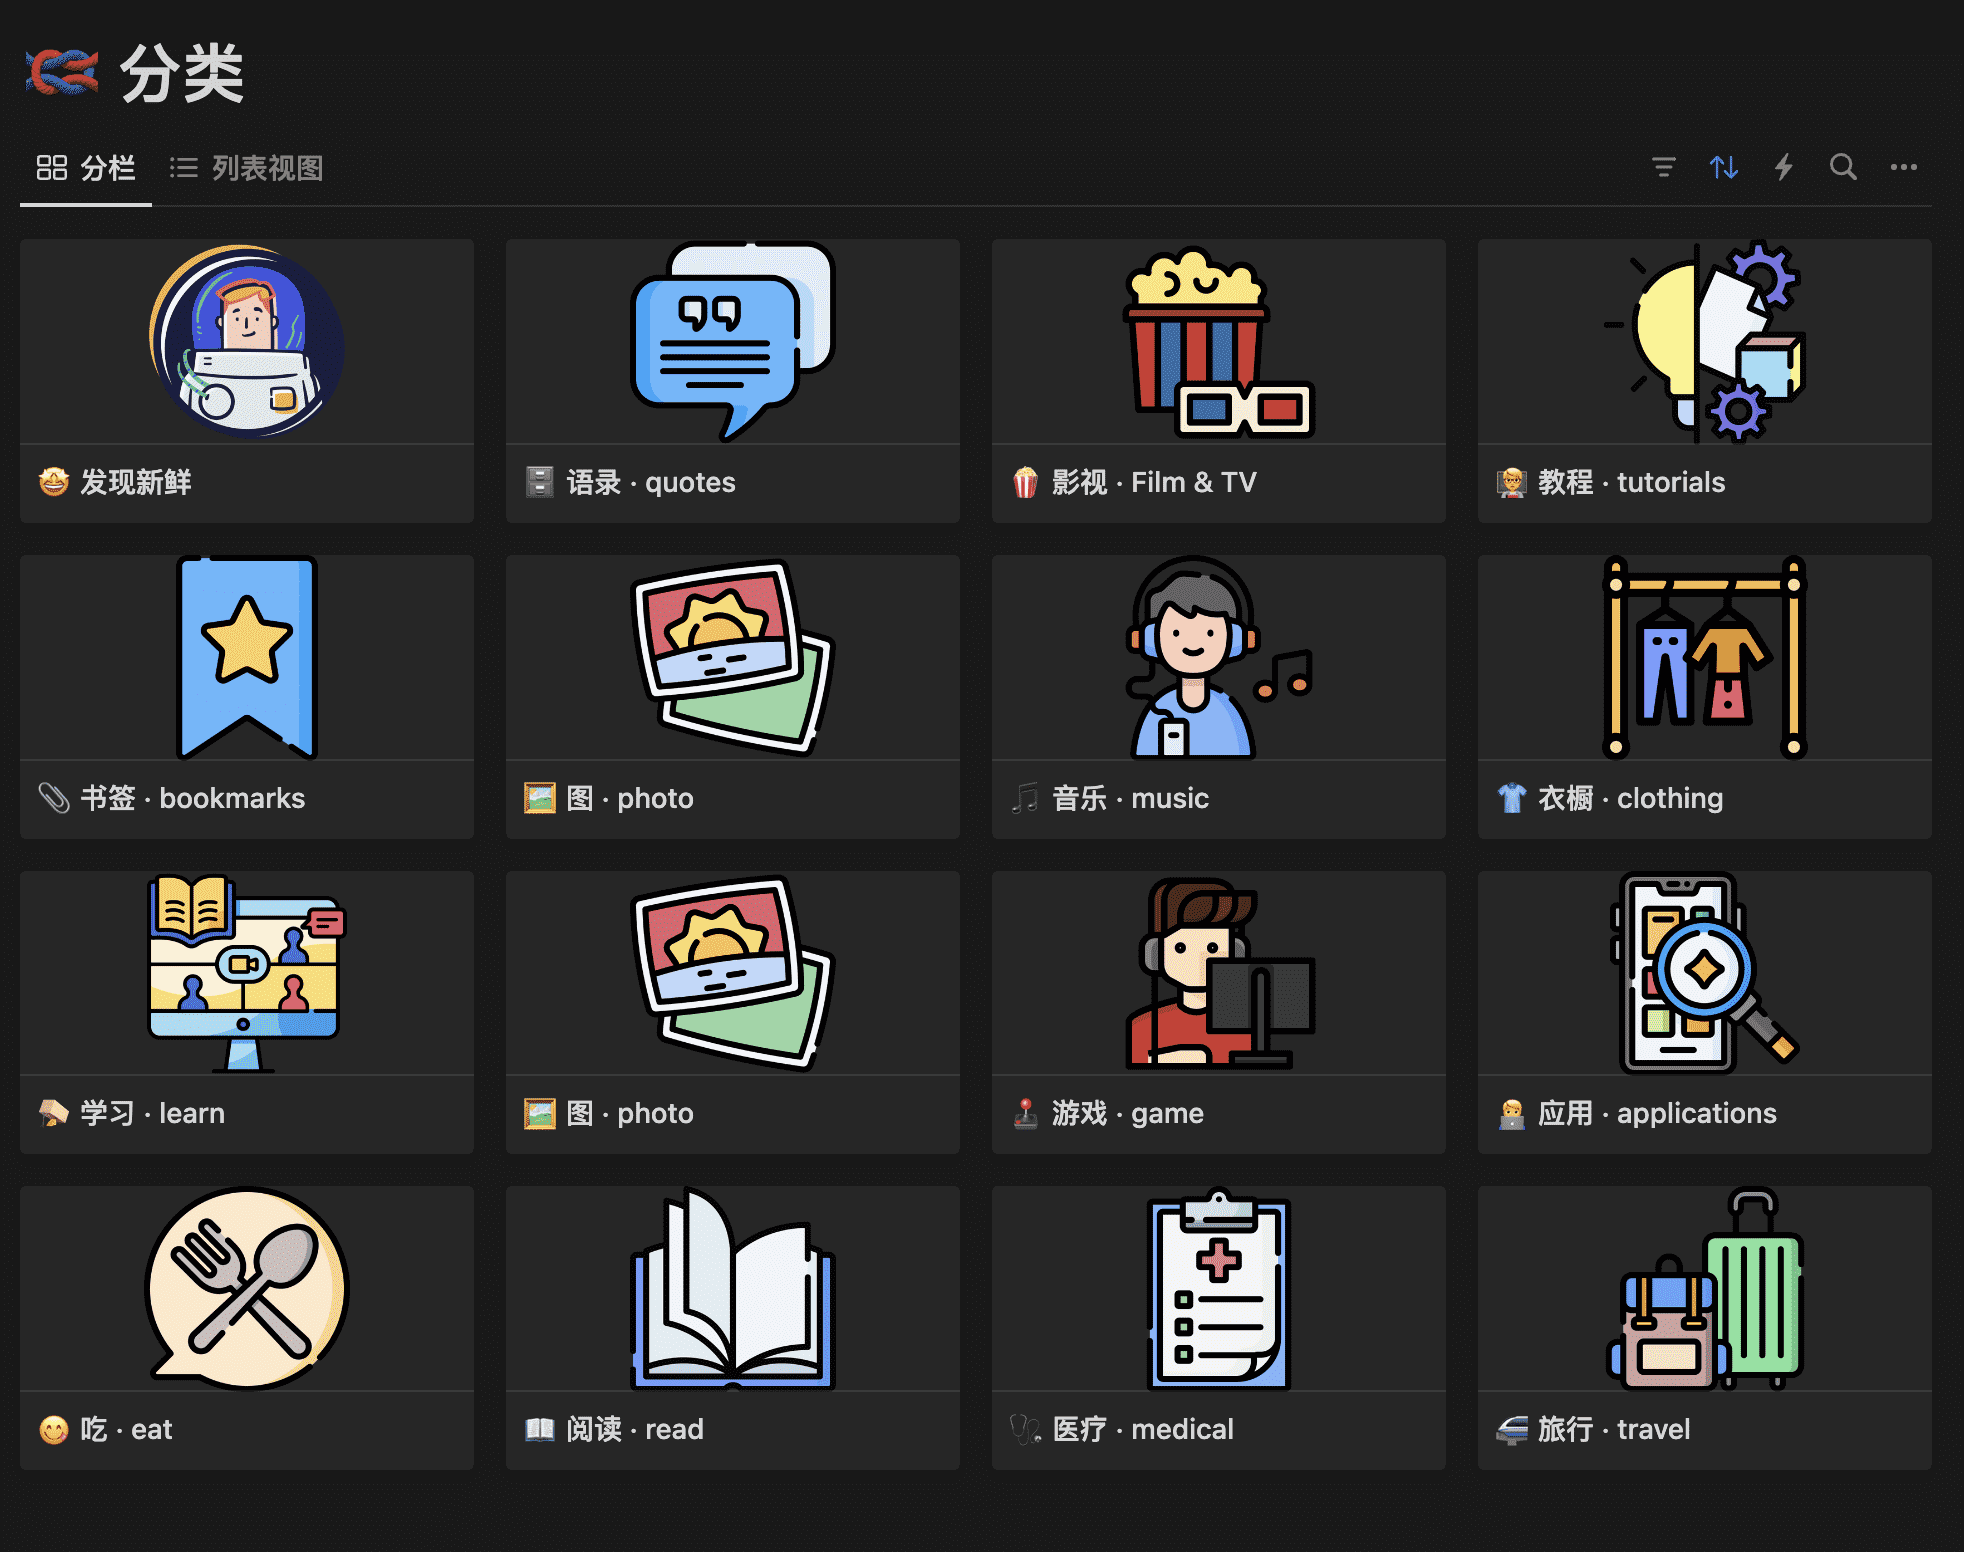 分类
分栏
列表视图
发现新鲜
语录 · quotes
影视 · Film & TV
教程 · tutorials
书签 · bookmarks
图 · photo
音乐 · music
衣橱 · clothing
学习 · learn
图 · photo
游戏 · game
应用 · applications
吃 · eat
阅读 · read
医疗 · medical
旅行 · travel